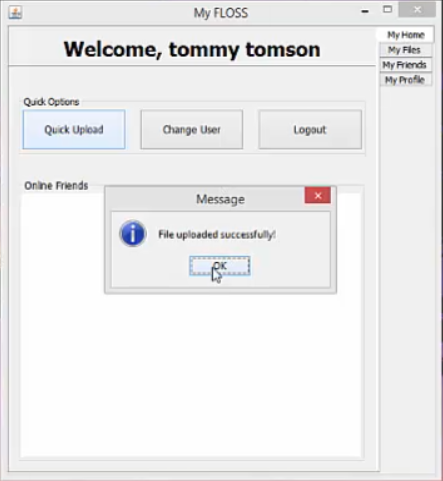 My FLOSS
Welcome, tommy tomson
My Home
My Files
My Friends
My Profile
Quick Options
Quick Upload
Change User
Logout
Online Friends
Message
File uploaded successfully!
OK